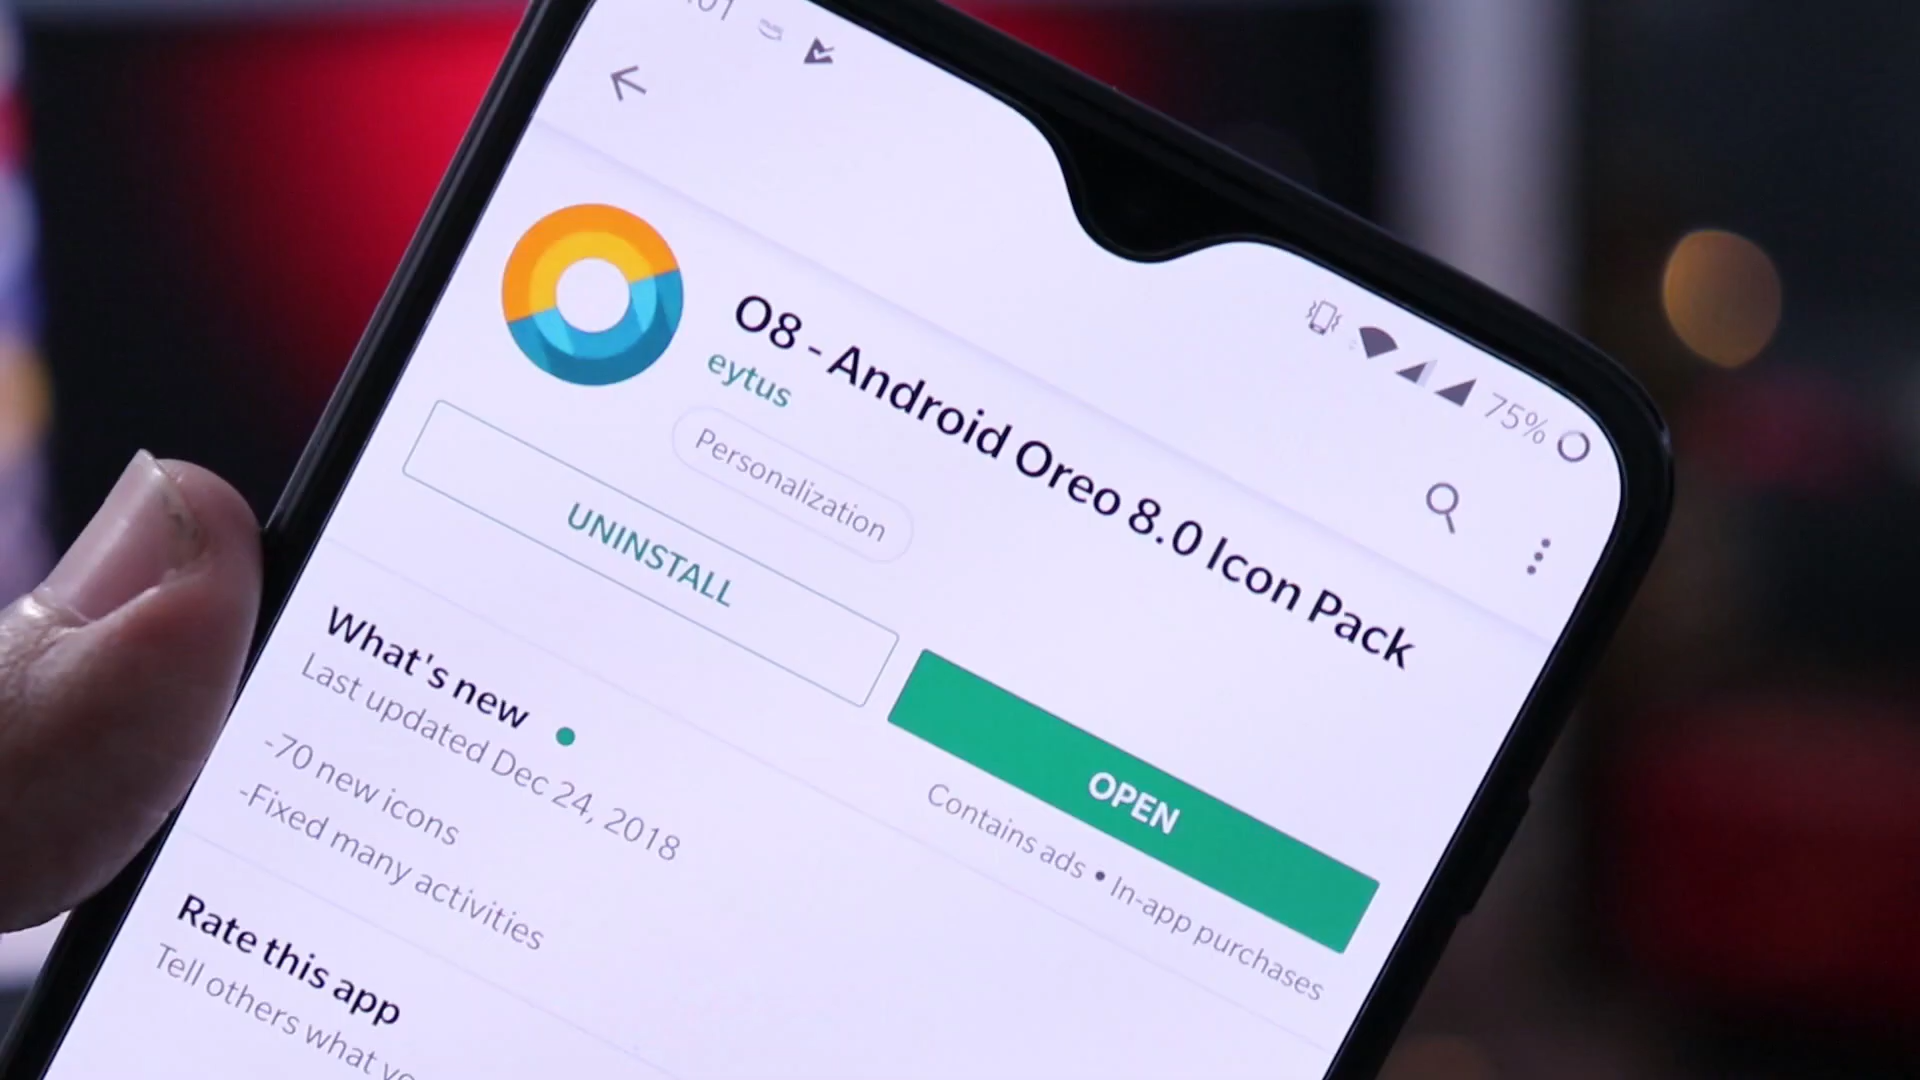 75%
O8 - Android Oreo 8.0 Icon Pack
eytus
Personalization
UNINSTALL
OPEN
Contains ads • In-app purchases
What's new
Last updated Dec 24, 2018
-70 new icons
-Fixed many activities
Rate this app
Tell others what